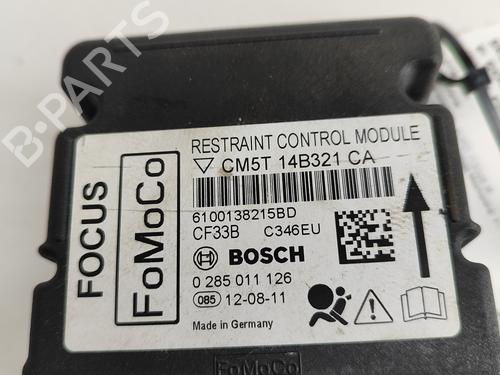 RESTRAINT CONTROL MODULE
CM5T 14B321 CA
6100138215BD
CF33B C346EU
BOSCH
0 285 011 126
085 12-08-11
Made in Germany
FOCUS
FoMoCo
FoMoCo
B-PARTS